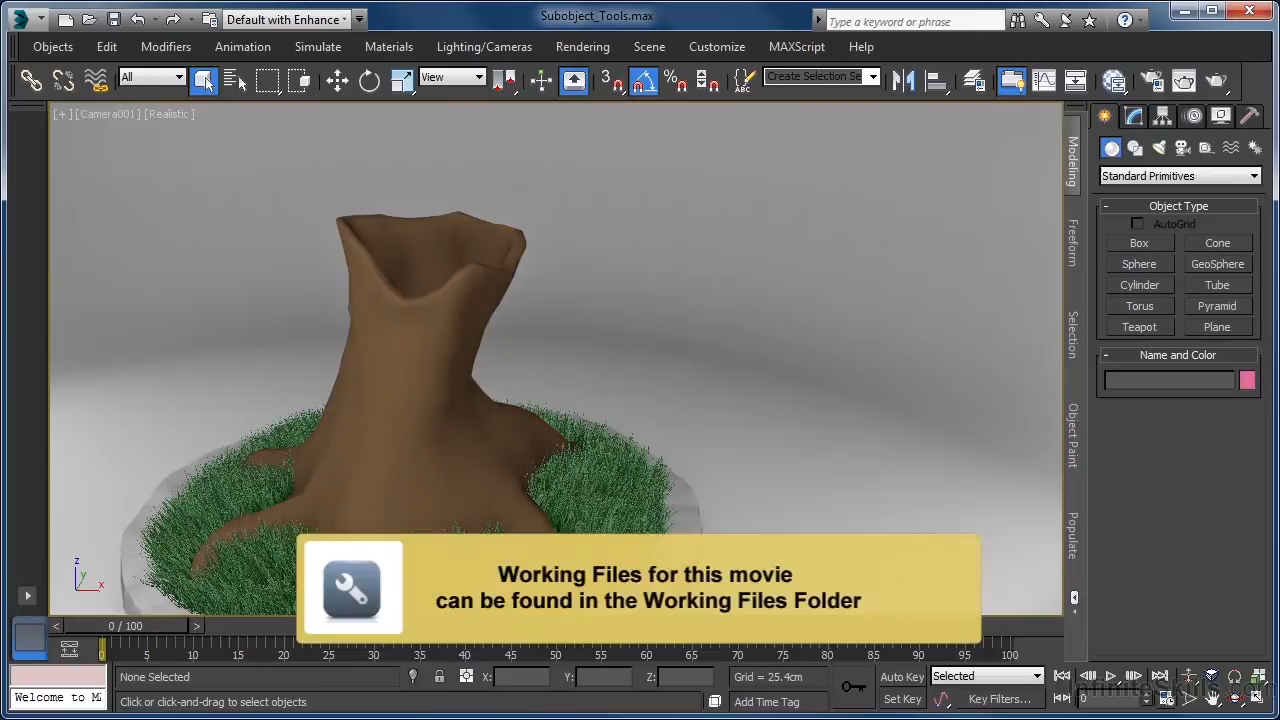 Subobject_Tools.max
Default with Enhance
Type a keyword or phrase
Objects Edit Modifiers Animation Simulate Materials Lighting/Cameras Rendering Scene Customize MAXScript Help
All
View
3
%
ABC
Create Selection Se
[+] [Camera001] [Realistic]
Modeling
Freeform
Selection
Object Paint
Populate
Standard Primitives
- Object Type
AutoGrid
Box Cone
Sphere GeoSphere
Cylinder Tube
Torus Pyramid
Teapot Plane
- Name and Color
z
y
x
Working Files for this movie
can be found in the Working Files Folder
< 0 / 100 >
0 5 10 15 20 25 30 35 40 45 50 55 60 65 70 75 80 85 90 95 100
None Selected
X: Y: Z:
Grid = 25.4cm
Auto Key
Selected
Welcome to MA
Click or click-and-drag to select objects
Add Time Tag
Set Key
Key Filters...
0